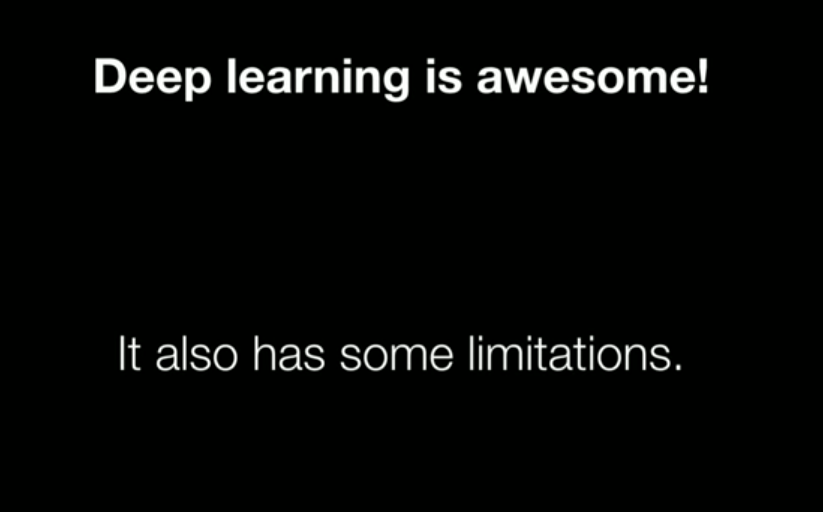 Deep learning is awesome!
It also has some limitations.